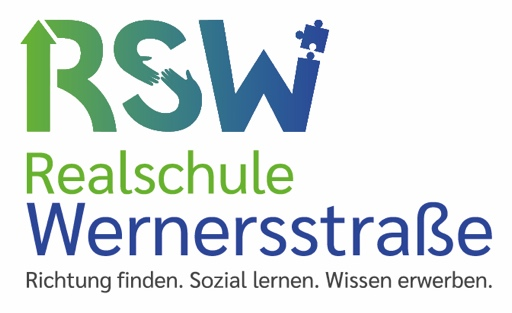 RSW
Realschule
Wernersstraße
Richtung finden. Sozial lernen. Wissen erwerben.